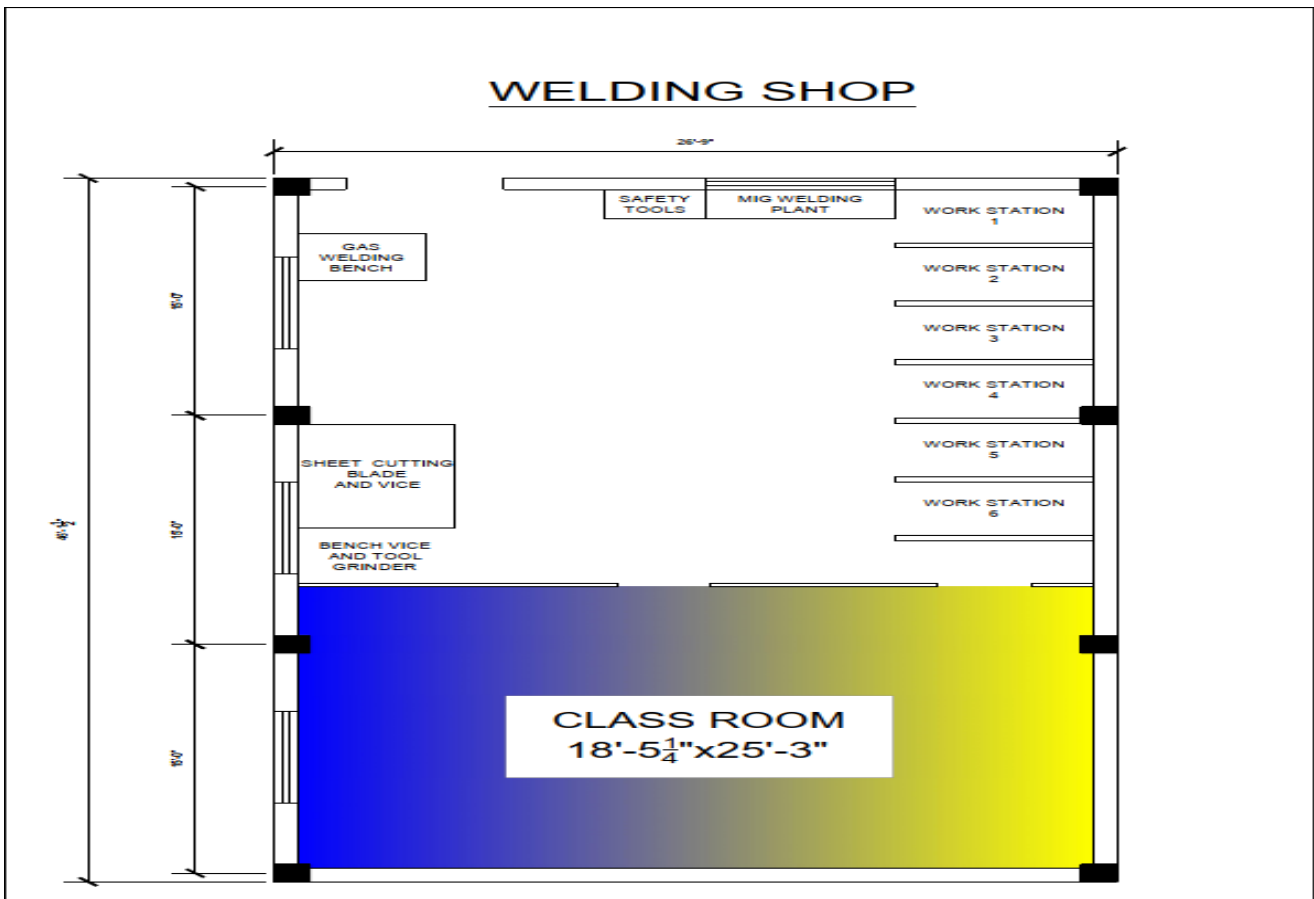 WELDING SHOP
26'-9"
SAFETY
TOOLS
MIG WELDING
PLANT
WORK STATION
1
GAS
WELDING
BENCH
WORK STATION
2
WORK STATION
3
WORK STATION
4
SHEET CUTTING
BLADE
AND VICE
WORK STATION
5
WORK STATION
6
BENCH VICE
AND TOOL
GRINDER
CLASS ROOM
18'-5¼"x25'-3"